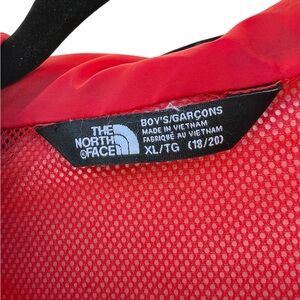 THE
NORTH
FACE
BOY'S/GARÇONS
MADE IN VIETNAM
FABRIQUÉ AU VIETNAM
XL/TG (18/20)